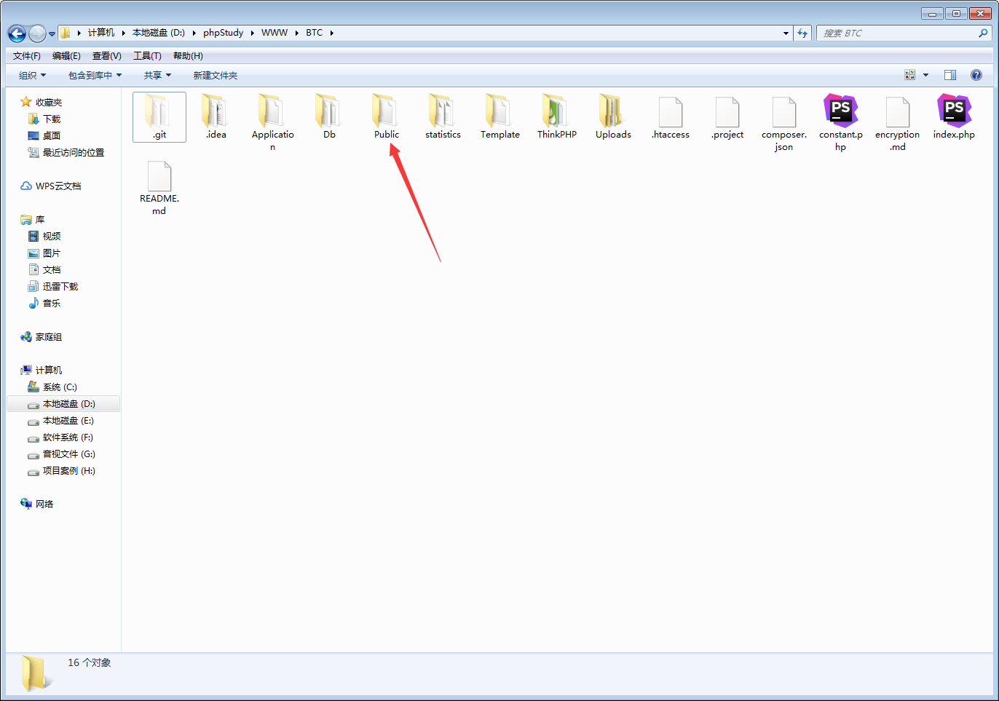 计算机 本地磁盘 (D:) phpStudy WWW BTC
搜索 BTC
文件(F) 编辑(E) 查看(V) 工具(T) 帮助(H)
组织 包含到库中 共享 新建文件夹
收藏夹
下载
桌面
最近访问的位置
WPS云文档
库
视频
图片
文档
迅雷下载
音乐
家庭组
计算机
系统 (C:)
本地磁盘 (D:)
本地磁盘 (E:)
软件系统 (F:)
音视文件 (G:)
项目案例 (H:)
网络
PS PS
.git .idea Applicatio Db Public statistics Template ThinkPHP Uploads .htaccess .project composer. constant.p encryption index.php
n json hp .md
README.
md
16 个对象